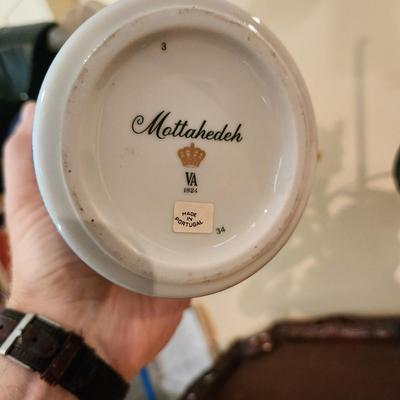 3
Mottahedeh
VA
1824
MADE
IN
PORTUGAL
34